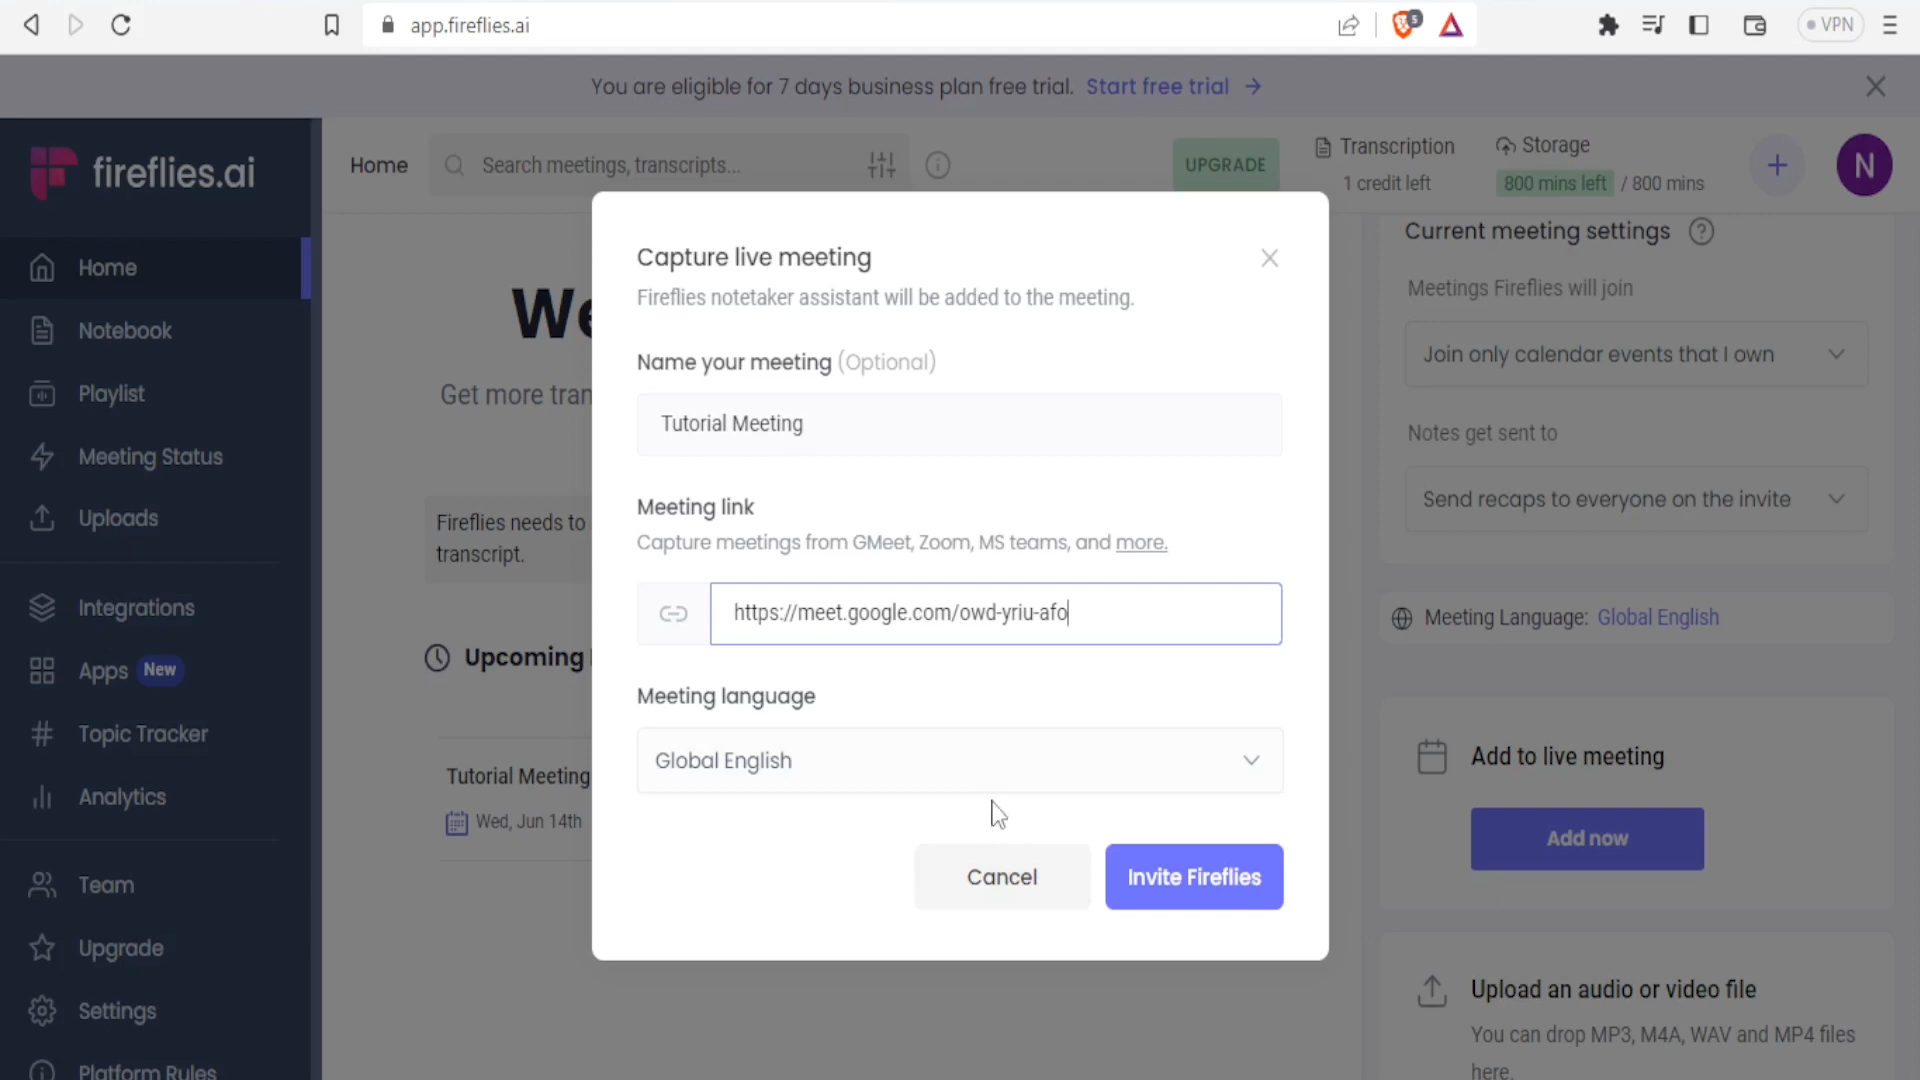 app.fireflies.ai
5
VPN
You are eligible for 7 days business plan free trial. Start free trial →
fireflies.ai
Home
Search meetings, transcripts...
UPGRADE
Transcription
1 credit left
Storage
800 mins left / 800 mins
+
N
Home
Notebook
Playlist
Meeting Status
Uploads
Integrations
Apps New
Topic Tracker
Analytics
Team
Upgrade
Settings
Platform Rules
We
Get more tran
Fireflies needs to
transcript.
Upcoming
Tutorial Meeting
Wed, Jun 14th
Capture live meeting
Fireflies notetaker assistant will be added to the meeting.
Name your meeting (Optional)
Tutorial Meeting
Meeting link
Capture meetings from GMeet, Zoom, MS teams, and more.
https://meet.google.com/owd-yriu-afo
Meeting language
Global English
Cancel
Invite Fireflies
Current meeting settings
Meetings Fireflies will join
Join only calendar events that I own
Notes get sent to
Send recaps to everyone on the invite
Meeting Language: Global English
Add to live meeting
Add now
Upload an audio or video file
You can drop MP3, M4A, WAV and MP4 files
here.